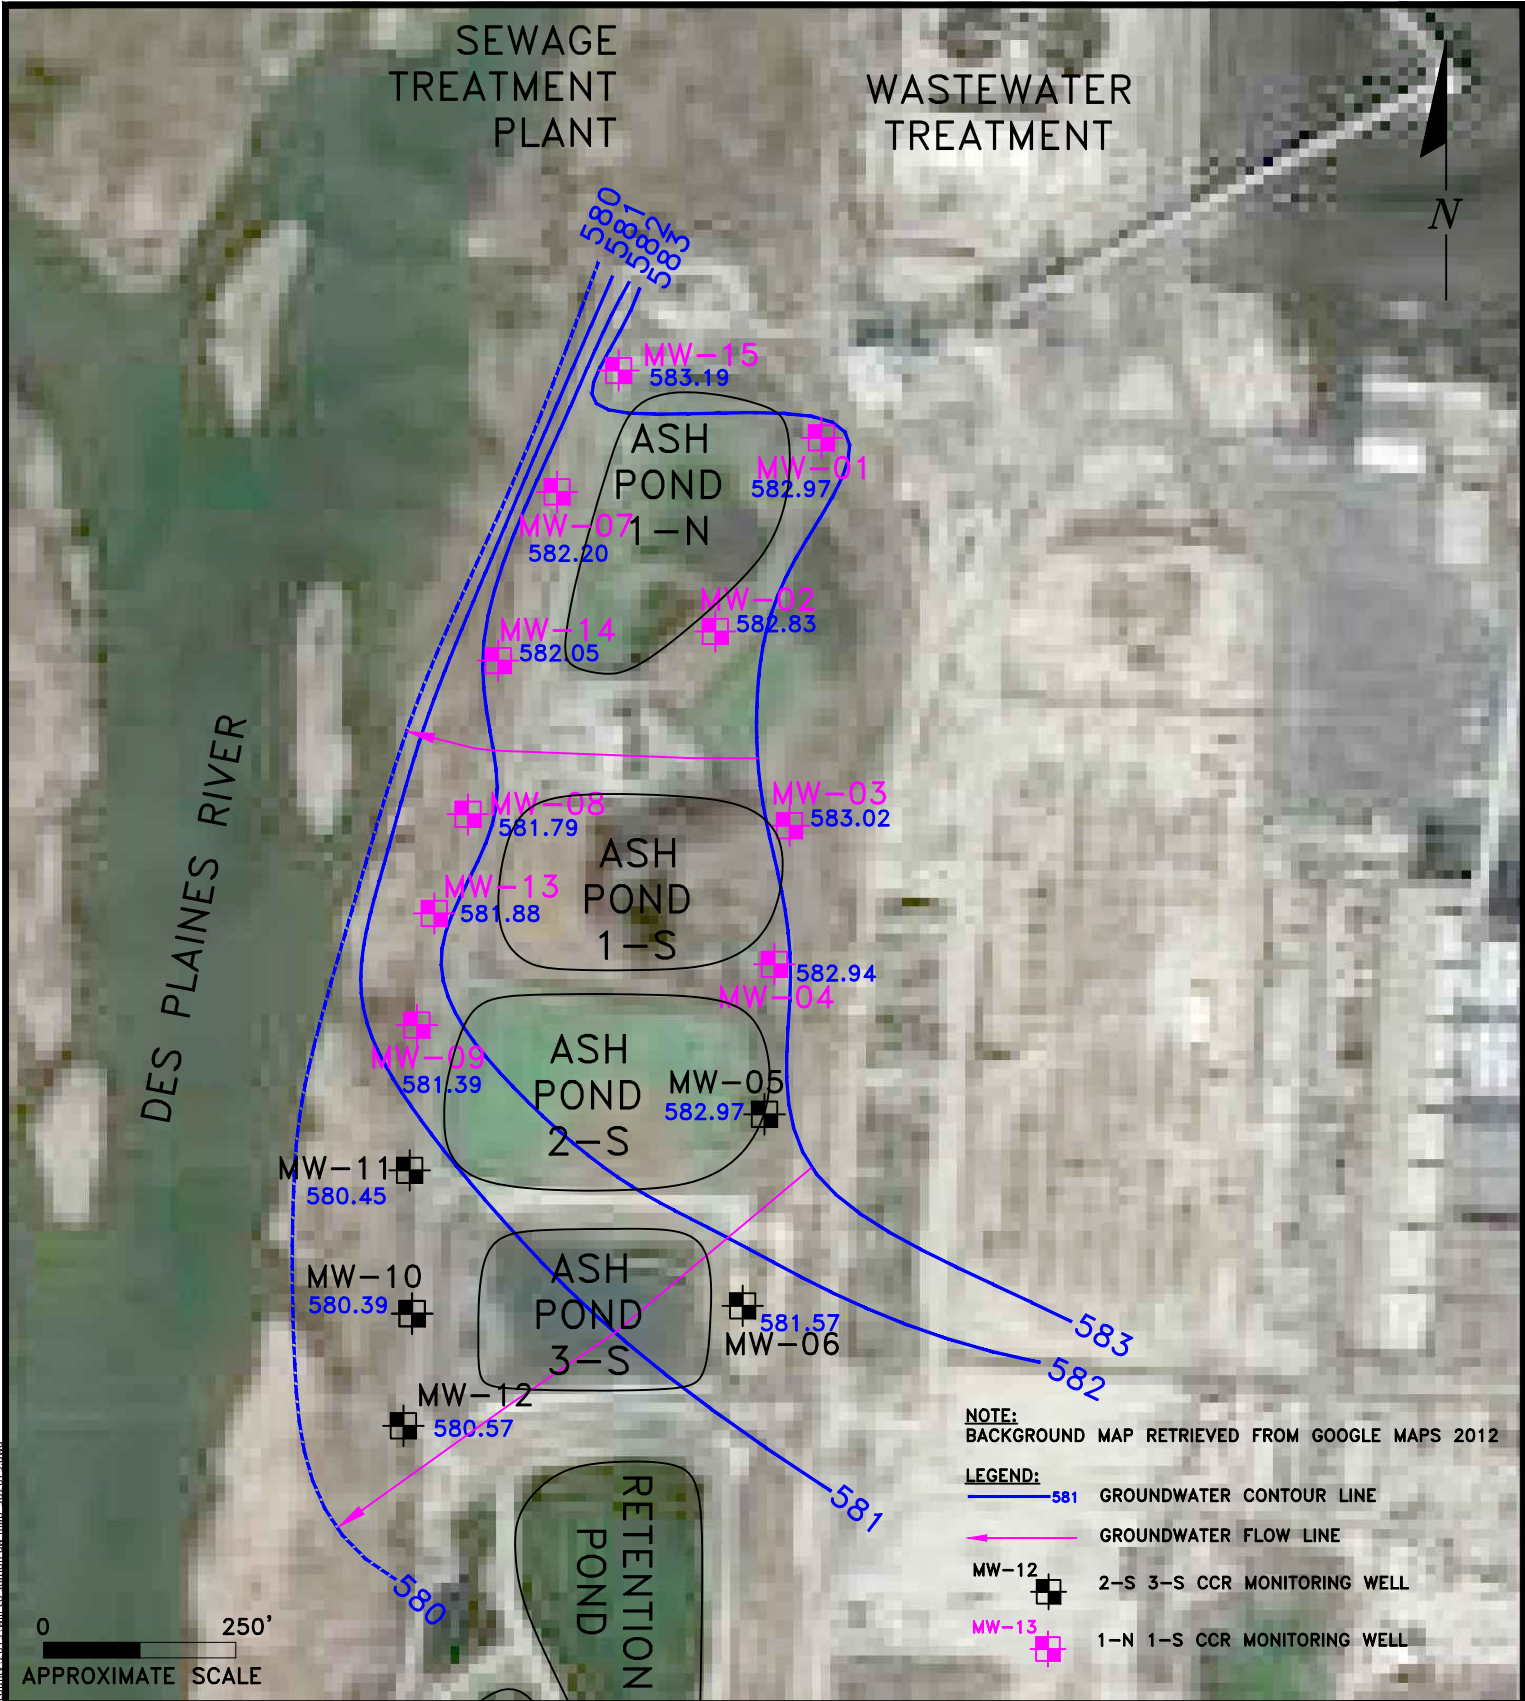 SEWAGE
TREATMENT
PLANT
WASTEWATER
TREATMENT
N
580
581
582
583
MW-15
583.19
ASH
POND
1-N
MW-01
582.97
MW-07
582.20
MW-02
582.83
MW-14
582.05
DES PLAINES RIVER
MW-08
581.79
MW-03
583.02
ASH
POND
1-S
MW-13
581.88
MW-04
582.94
MW-09
581.39
ASH
POND
2-S
MW-05
582.97
MW-11
580.45
MW-10
580.39
ASH
POND
3-S
MW-06
581.57
583
582
MW-12
580.57
581
580
RETENTION
POND
NOTE:
BACKGROUND MAP RETRIEVED FROM GOOGLE MAPS 2012
LEGEND:
581 GROUNDWATER CONTOUR LINE
GROUNDWATER FLOW LINE
MW-12
2-S 3-S CCR MONITORING WELL
MW-13
1-N 1-S CCR MONITORING WELL
0 250'
APPROXIMATE SCALE